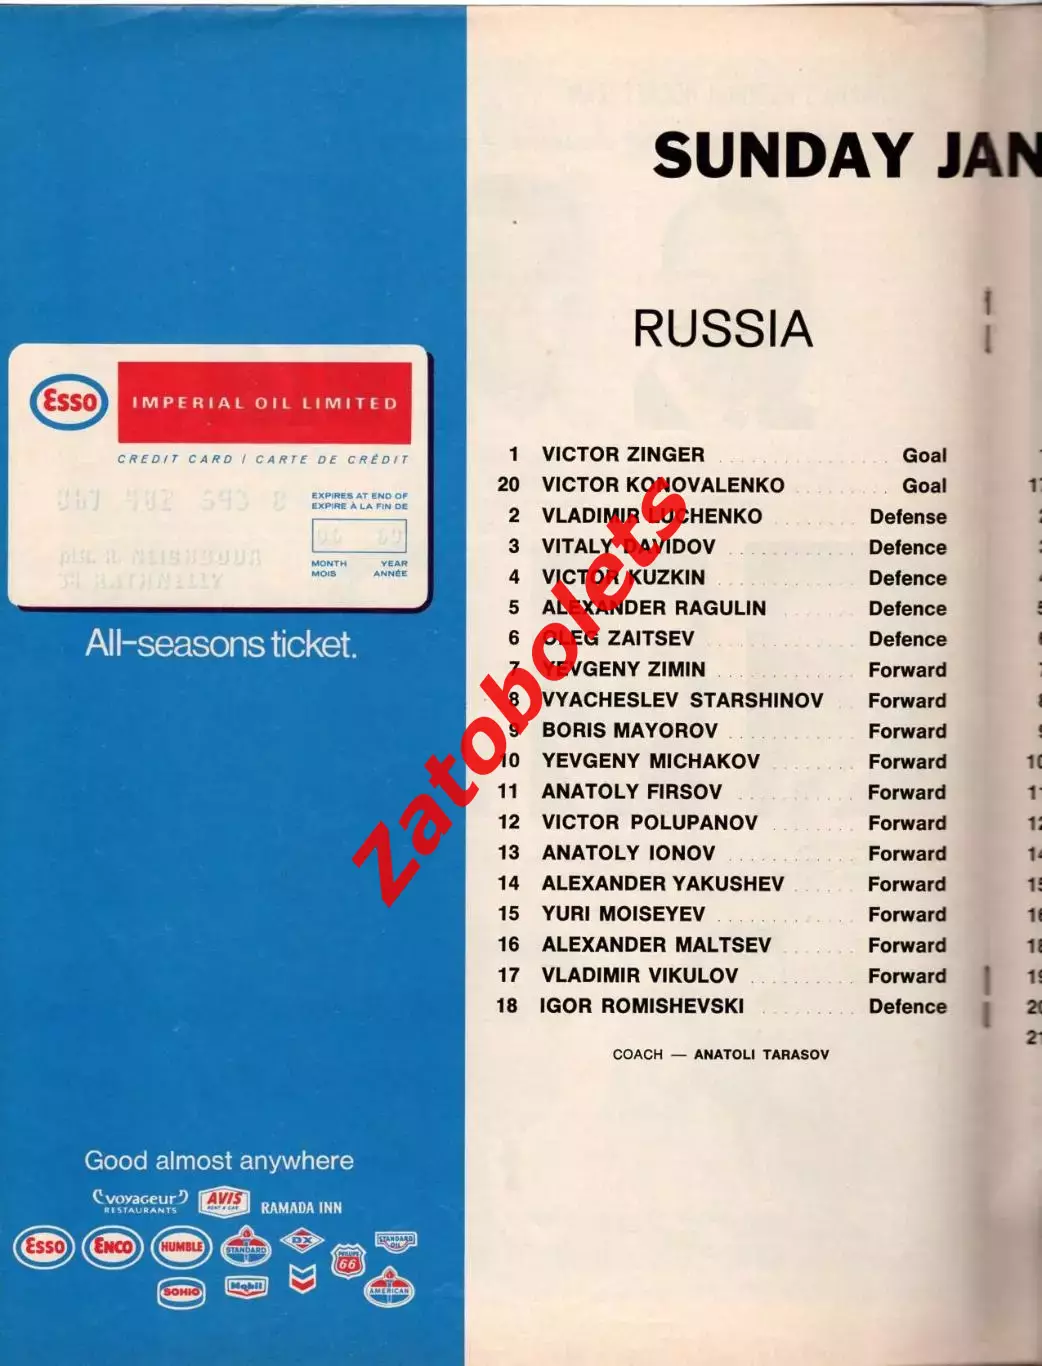 SUNDAY JAN
RUSSIA
Esso
IMPERIAL OIL LIMITED
CREDIT CARD / CARTE DE CRÉDIT
EXPIRES AT END OF
EXPIRE À LA FIN DE
MONTH YEAR
MOIS ANNÉE
All-seasons ticket.
1 VICTOR ZINGER Goal
20 VICTOR KONOVALENKO Goal
2 VLADIMIR LUCHENKO Defense
3 VITALY DAVIDOV Defence
4 VICTOR KUZKIN Defence
5 ALEXANDER RAGULIN Defence
6 OLEG ZAITSEV Defence
7 YEVGENY ZIMIN Forward
8 VYACHESLEV STARSHINOV Forward
9 BORIS MAYOROV Forward
10 YEVGENY MICHAKOV Forward
11 ANATOLY FIRSOV Forward
12 VICTOR POLUPANOV Forward
13 ANATOLY IONOV Forward
14 ALEXANDER YAKUSHEV Forward
15 YURI MOISEYEV Forward
16 ALEXANDER MALTSEV Forward
17 VLADIMIR VIKULOV Forward
18 IGOR ROMISHEVSKI Defence
COACH — ANATOLI TARASOV
Zatobolets
Good almost anywhere
Voyageur RESTAURANTS
AVIS RENT A CAR
RAMADA INN
Esso
Enco
HUMBLE
STANDARD
DX
PHILLIPS 66
STANDARD OIL
SOHIO
Mobil
AMERICAN